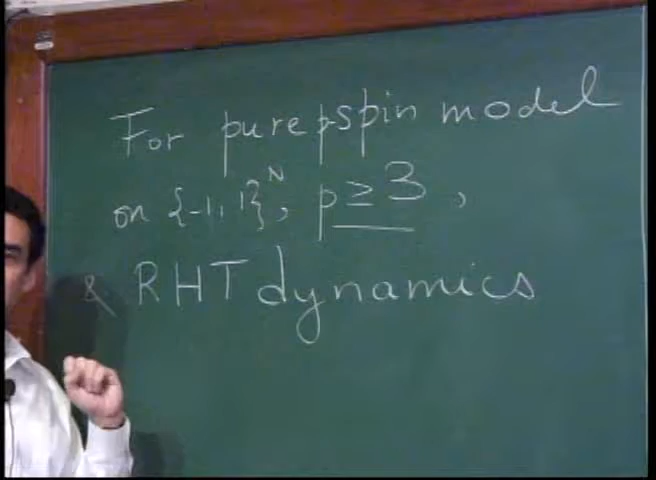 For pure p-spin model
on {-1,1}^N, p ≥ 3,
& RHT dynamics